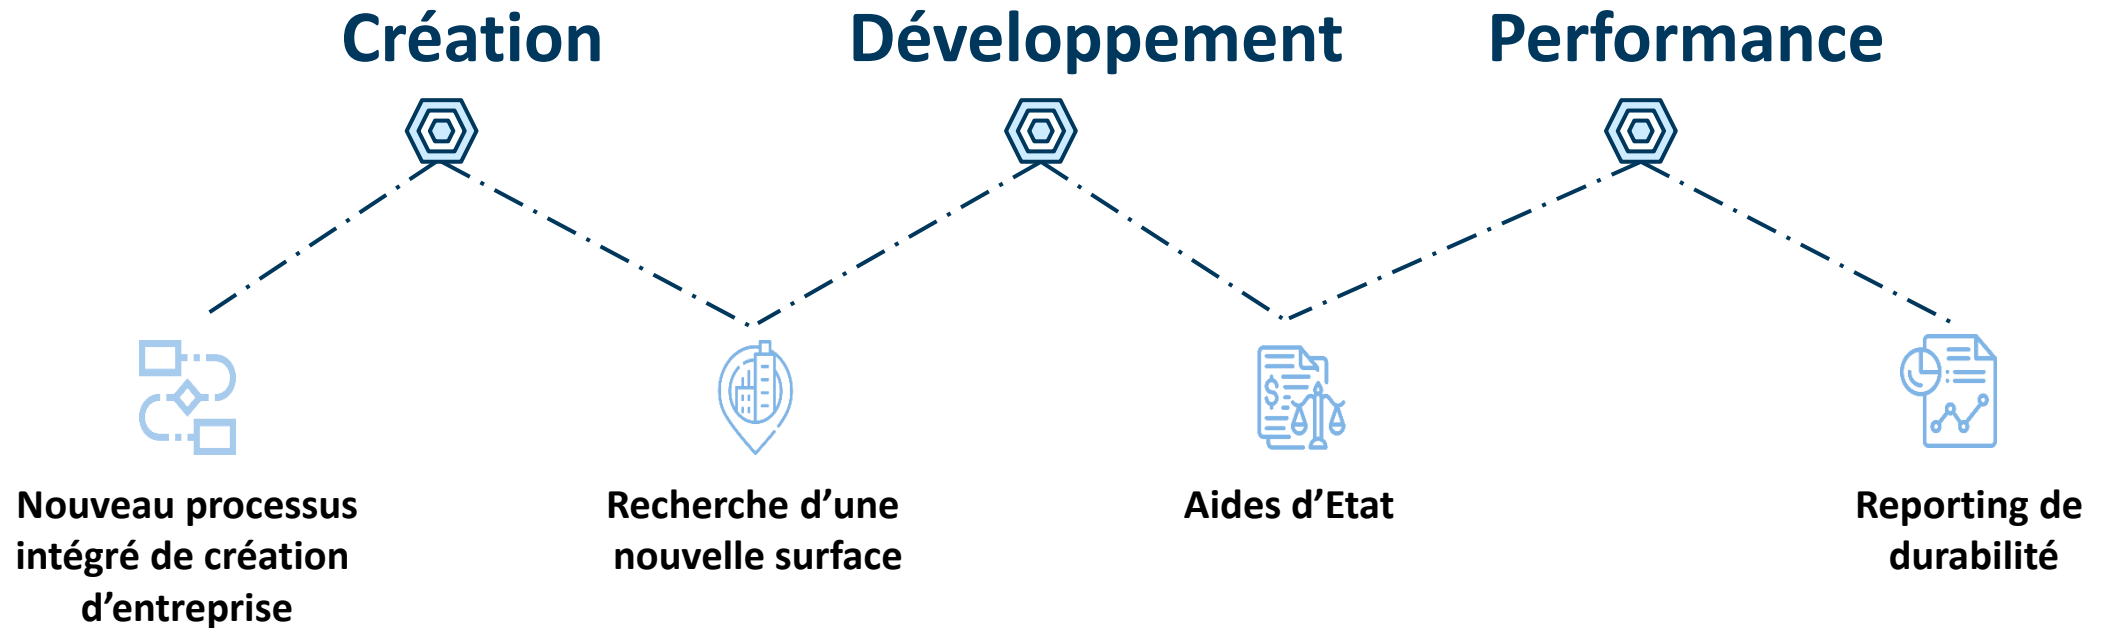 Création
Développement
Performance
Nouveau processus
intégré de création
d’entreprise
Recherche d’une
nouvelle surface
Aides d’Etat
Reporting de
durabilité